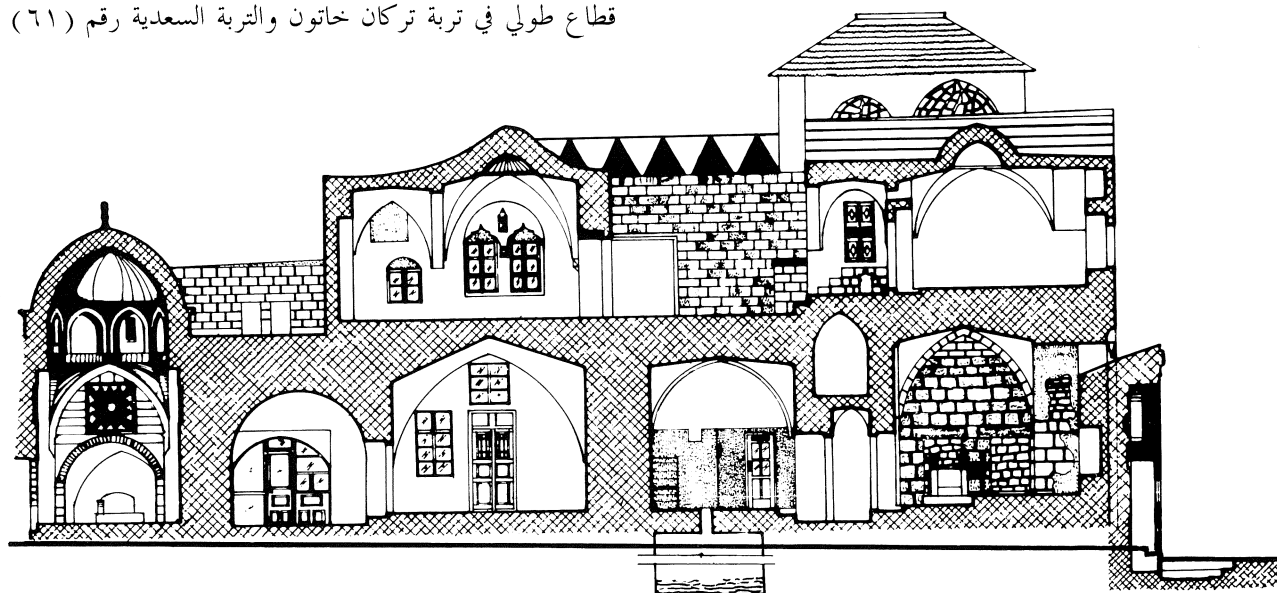 قطاع طولي في تربة تركان خاتون والتربة السعدية رقم (٦١)